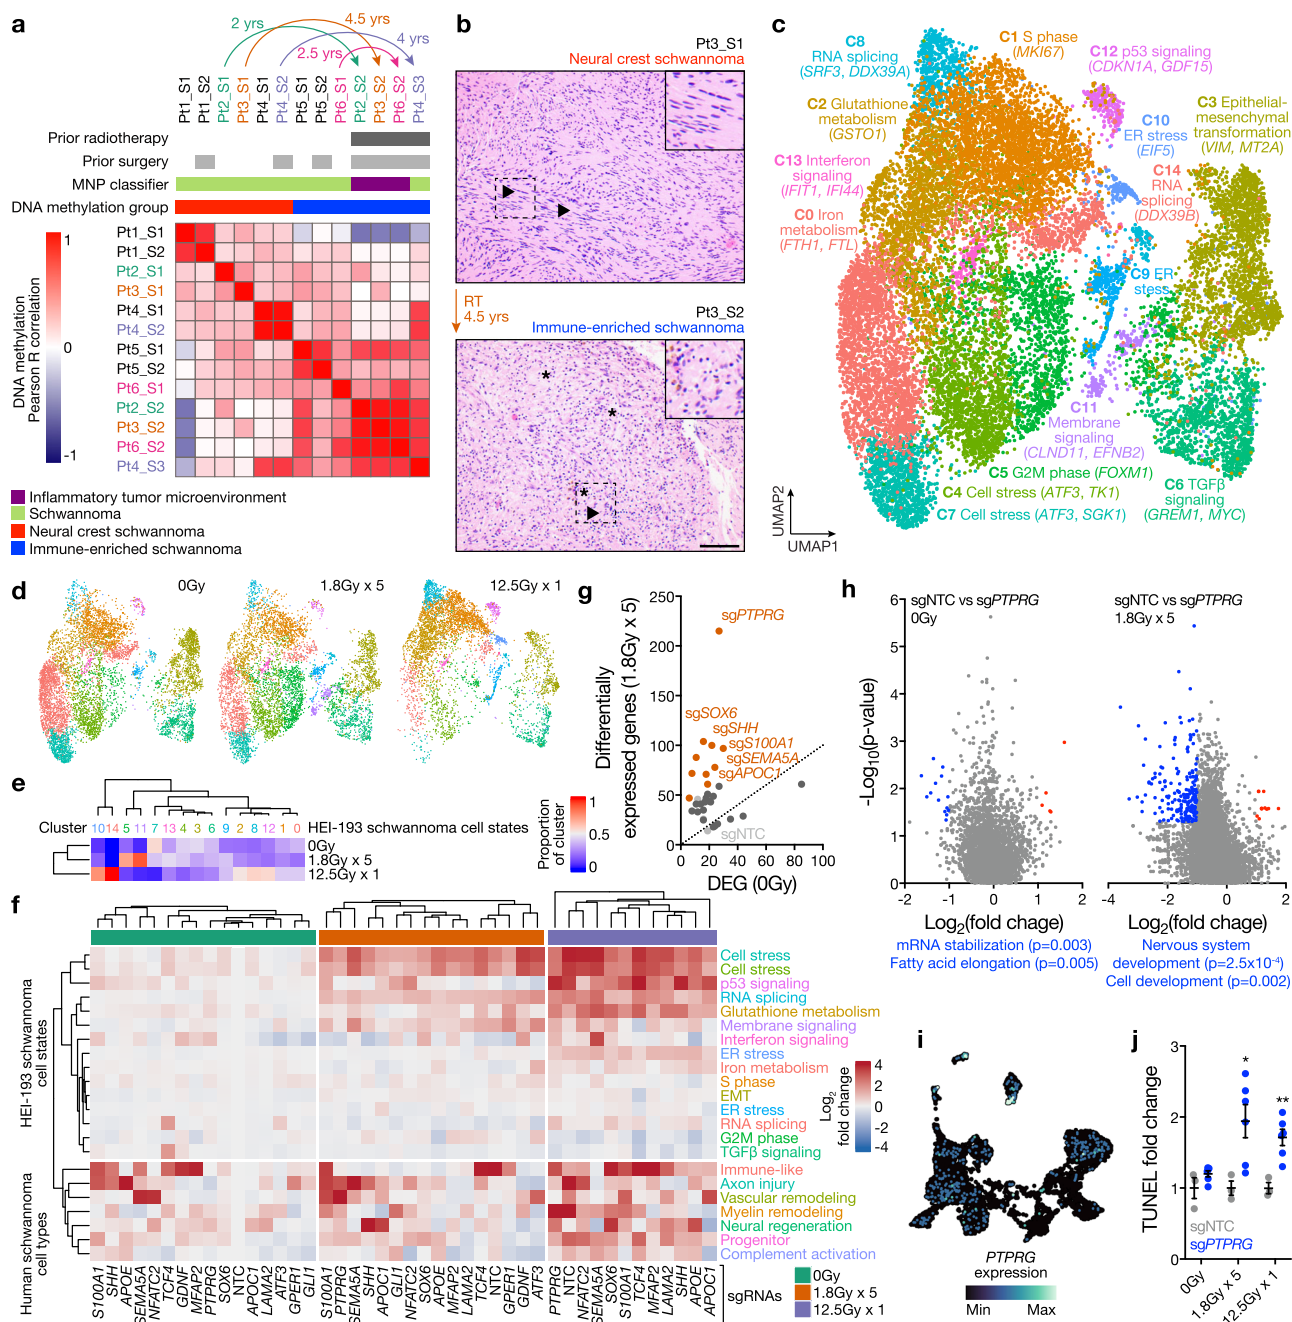 a
2 yrs
4.5 yrs
2.5 yrs
4 yrs
Pt1_S1
Pt1_S2
Pt2_S1
Pt3_S1
Pt4_S1
Pt4_S2
Pt5_S1
Pt5_S2
Pt6_S1
Pt2_S2
Pt3_S2
Pt6_S2
Pt4_S3
Prior radiotherapy
Prior surgery
MNP classifier
DNA methylation group
DNA methylation
Pearson R correlation
1
0
-1
Pt1_S1
Pt1_S2
Pt2_S1
Pt3_S1
Pt4_S1
Pt4_S2
Pt5_S1
Pt5_S2
Pt6_S1
Pt2_S2
Pt3_S2
Pt6_S2
Pt4_S3
Inflammatory tumor microenvironment
Schwannoma
Neural crest schwannoma
Immune-enriched schwannoma
b
Pt3_S1
Neural crest schwannoma
RT
4.5 yrs
Pt3_S2
Immune-enriched schwannoma
*
*
*
c
C8
RNA splicing
(SRF3, DDX39A)
C1 S phase
(MKI67)
C12 p53 signaling
(CDKN1A, GDF15)
C2 Glutathione
metabolism
(GSTO1)
C10
ER stress
(EIF5)
C3 Epithelial-
mesenchymal
transformation
(VIM, MT2A)
C13 Interferon
signaling
(IFIT1, IFI44)
C14
RNA
splicing
(DDX39B)
C0 Iron
metabolism
(FTH1, FTL)
C9 ER
stess
C11
Membrane
signaling
(CLND11, EFNB2)
C5 G2M phase (FOXM1)
C4 Cell stress (ATF3, TK1)
C7 Cell stress (ATF3, SGK1)
C6 TGFβ
signaling
(GREM1, MYC)
UMAP2
UMAP1
d
0Gy
1.8Gy x 5
12.5Gy x 1
e
Cluster
10 14 5 11 7 13 4 3 6 9 2 8 12 1 0
HEI-193 schwannoma cell states
0Gy
1.8Gy x 5
12.5Gy x 1
Proportion
of cluster
1
0.5
0
f
HEI-193 schwannoma
cell states
Human schwannoma
cell types
Cell stress
Cell stress
p53 signaling
RNA splicing
Glutathione metabolism
Membrane signaling
Interferon signaling
ER stress
Iron metabolism
S phase
EMT
ER stress
RNA splicing
G2M phase
TGFβ signaling
Immune-like
Axon injury
Vascular remodeling
Myelin remodeling
Neural regeneration
Progenitor
Complement activation
Log2
fold change
4
2
0
-2
-4
S100A1
SHH
APOE
SEMA5A
NFATC2
TCF4
GDNF
MFAP2
PTPRG
SOX6
NTC
APOC1
LAMA2
ATF3
GPER1
GLI1
S100A1
PTPRG
SEMA5A
SHH
APOC1
GLI1
NFATC2
SOX6
APOE
MFAP2
LAMA2
TCF4
NTC
GPER1
GDNF
ATF3
PTPRG
NTC
NFATC2
SEMA5A
SOX6
S100A1
TCF4
MFAP2
LAMA2
SHH
APOE
APOC1
sgRNAs
0Gy
1.8Gy x 5
12.5Gy x 1
g
Differentially
expressed genes (1.8Gy x 5)
250
200
150
100
50
0
0
20
40
60
80
100
DEG (0Gy)
sgPTPRG
sgSOX6
sgSHH
sgS100A1
sgSEMA5A
sgAPOC1
sgNTC
h
sgNTC vs sgPTPRG
0Gy
sgNTC vs sgPTPRG
1.8Gy x 5
-Log10(p-value)
6
5
4
3
2
1
0
2
-1
0
1
2
-4
-2
0
2
Log2(fold chage)
Log2(fold chage)
mRNA stabilization (p=0.003)
Fatty acid elongation (p=0.005)
Nervous system
development (p=2.5x10-4)
Cell development (p=0.002)
i
PTPRG
expression
Min
Max
j
TUNEL fold change
3
2
1
0
*
**
sgNTC
sgPTPRG
0Gy
1.8Gy x 5
12.5Gy x 1